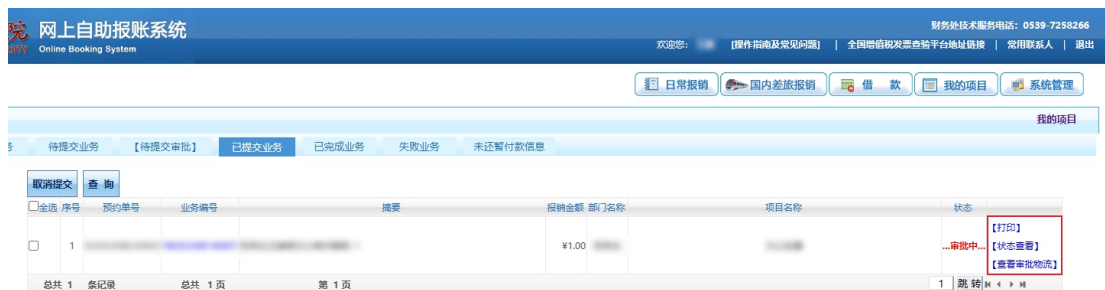 院 网上自助报账系统
SITY Online Booking System
财务处技术服务电话：0539-7258266
欢迎您： [操作指南及常见问题] | 全国增值税发票查验平台地址链接 | 常用联系人 | 退出
日常报销 国内差旅报销 借 款 我的项目 系统管理
我的项目
务 待提交业务 【待提交审批】 已提交业务 已完成业务 失败业务 未还暂付款信息
取消提交 查 询
全选 序号 预约单号 业务编号 摘要 报销金额 部门名称 项目名称 状态
【打印】
1 ¥1.00 ...审批中... 【状态查看】
【查看审批物流】
总共 1 条记录 总共 1 页 第 1 页 1 跳 转